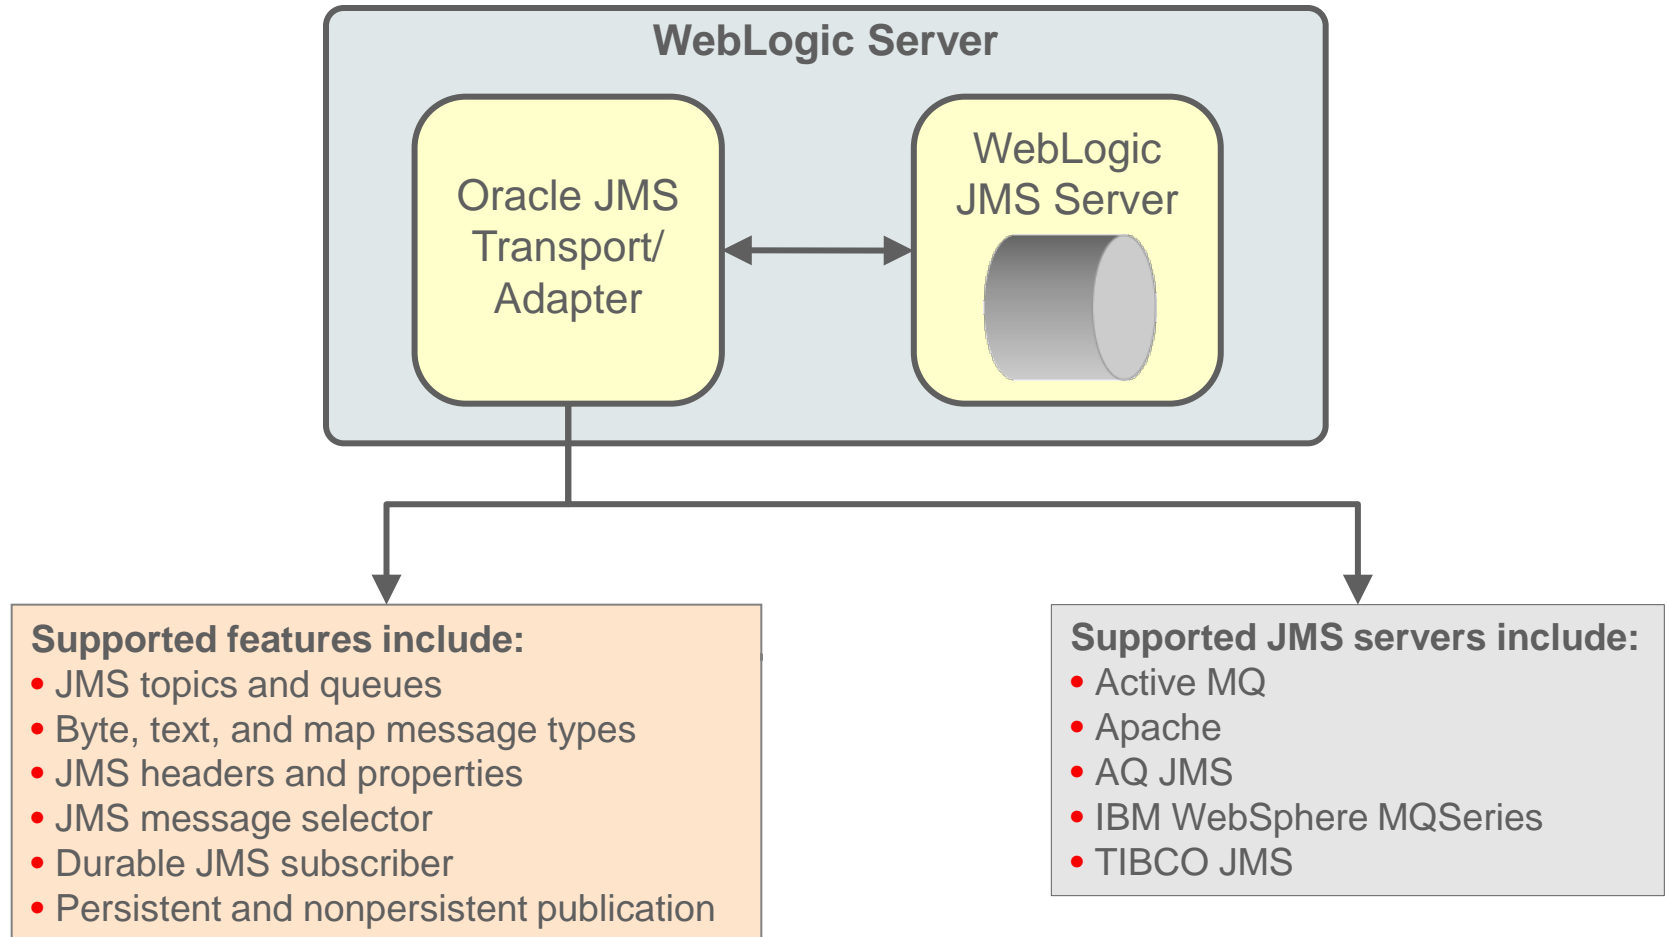 WebLogic Server
Oracle JMS
Transport/
Adapter
WebLogic
JMS Server
Supported features include:
• JMS topics and queues
• Byte, text, and map message types
• JMS headers and properties
• JMS message selector
• Durable JMS subscriber
• Persistent and nonpersistent publication
Supported JMS servers include:
• Active MQ
• Apache
• AQ JMS
• IBM WebSphere MQSeries
• TIBCO JMS